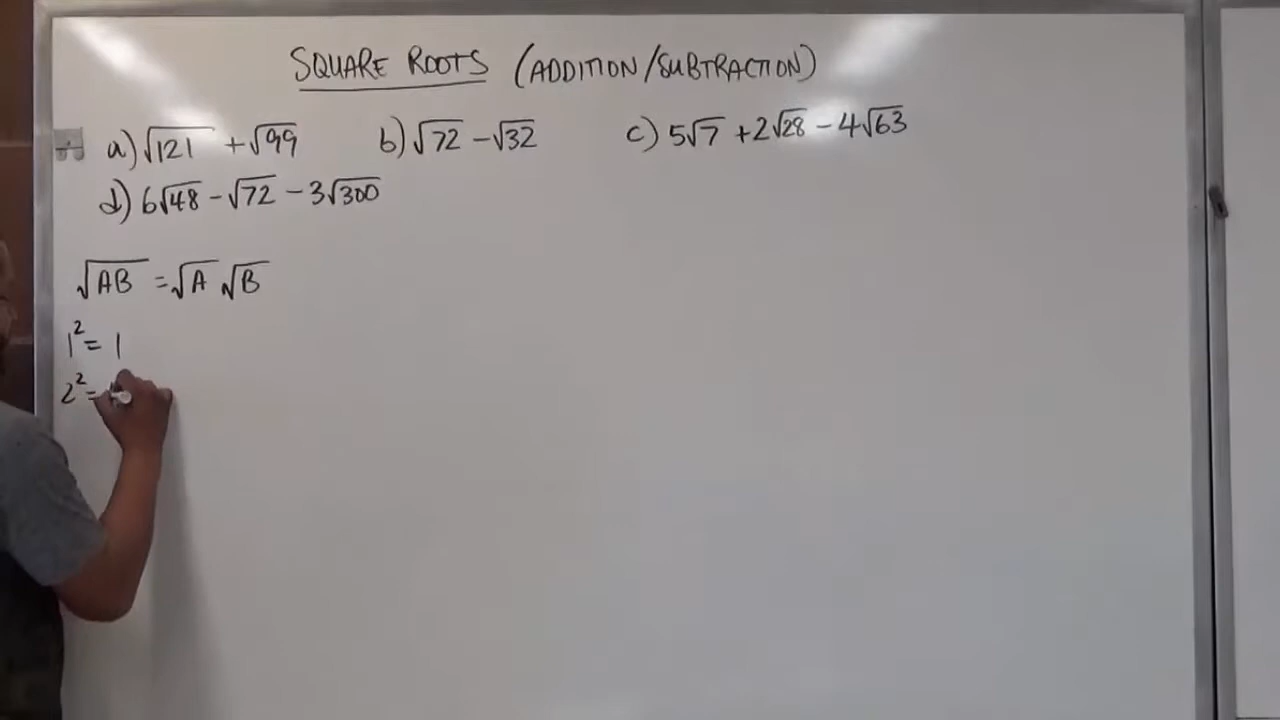 SQUARE ROOTS (ADDITION/SUBTRACTION)
a) √121 + √99 b) √72 - √32 c) 5√7 + 2√28 - 4√63
d) 6√48 - √72 - 3√300
√AB = √A √B
1² = 1
2² =